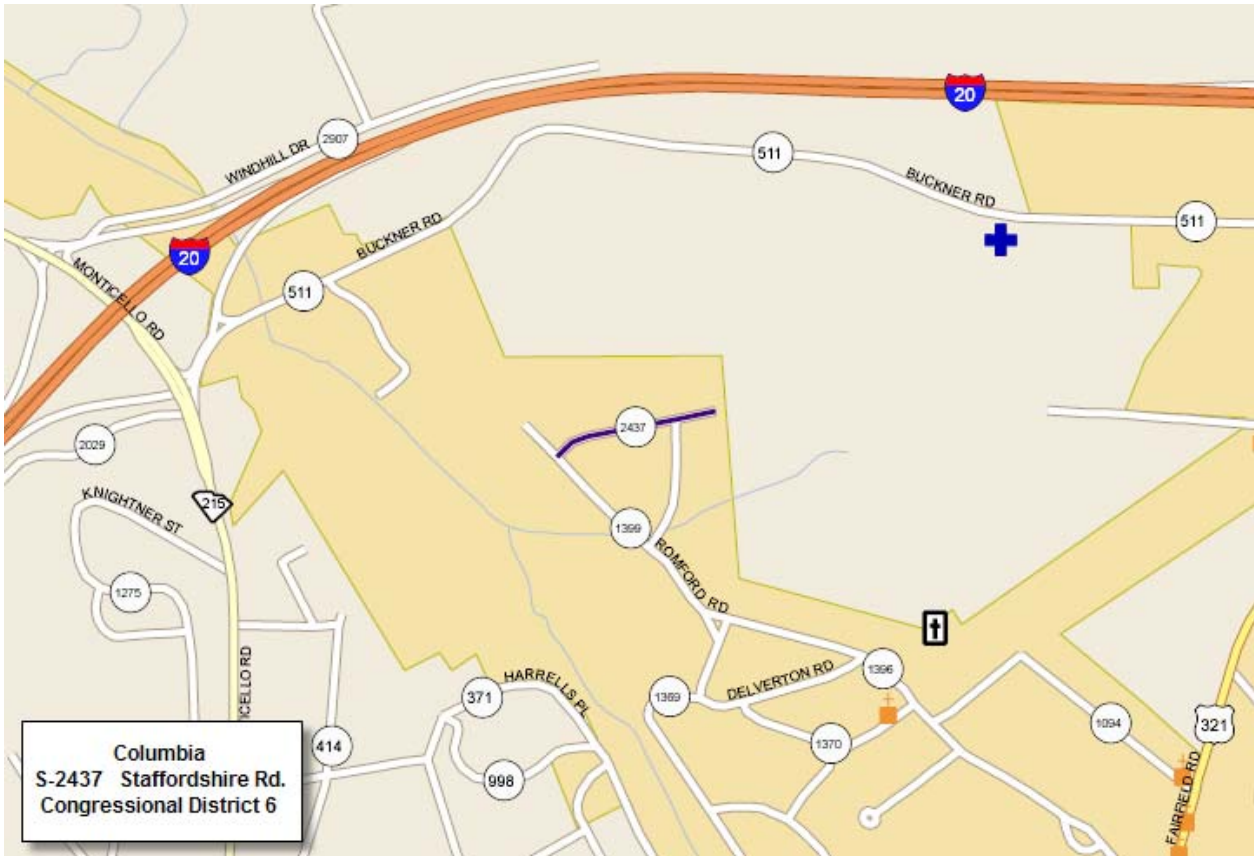 20
2907
WINDHILL DR
511
BUCKNER RD
BUCKNER RD
511
20
MONTICELLO RD
511
2437
2029
215
KNIGHTNER ST
1399
ROMFORD RD
1275
HARRELLS PL
DELVERTON RD
1396
371
1369
ICELLO RD
414
998
1370
1094
321
FAIRFIELD RD
Columbia
S-2437 Staffordshire Rd.
Congressional District 6